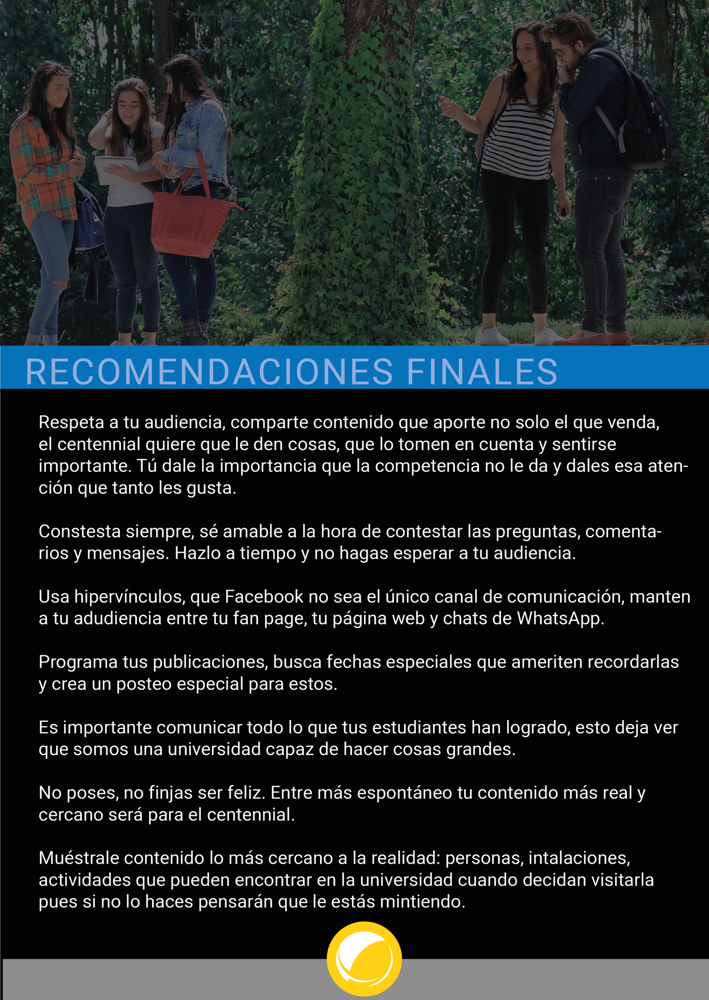 RECOMENDACIONES FINALES
Respeta a tu audiencia, comparte contenido que aporte no solo el que venda,
el centennial quiere que le den cosas, que lo tomen en cuenta y sentirse
importante. Tú dale la importancia que la competencia no le da y dales esa aten-
ción que tanto les gusta.
Constesta siempre, sé amable a la hora de contestar las preguntas, comenta-
rios y mensajes. Hazlo a tiempo y no hagas esperar a tu audiencia.
Usa hipervínculos, que Facebook no sea el único canal de comunicación, manten
a tu adudiencia entre tu fan page, tu página web y chats de WhatsApp.
Programa tus publicaciones, busca fechas especiales que ameriten recordarlas
y crea un posteo especial para estos.
Es importante comunicar todo lo que tus estudiantes han logrado, esto deja ver
que somos una universidad capaz de hacer cosas grandes.
No poses, no finjas ser feliz. Entre más espontáneo tu contenido más real y
cercano será para el centennial.
Muéstrale contenido lo más cercano a la realidad: personas, intalaciones,
actividades que pueden encontrar en la universidad cuando decidan visitarla
pues si no lo haces pensarán que le estás mintiendo.